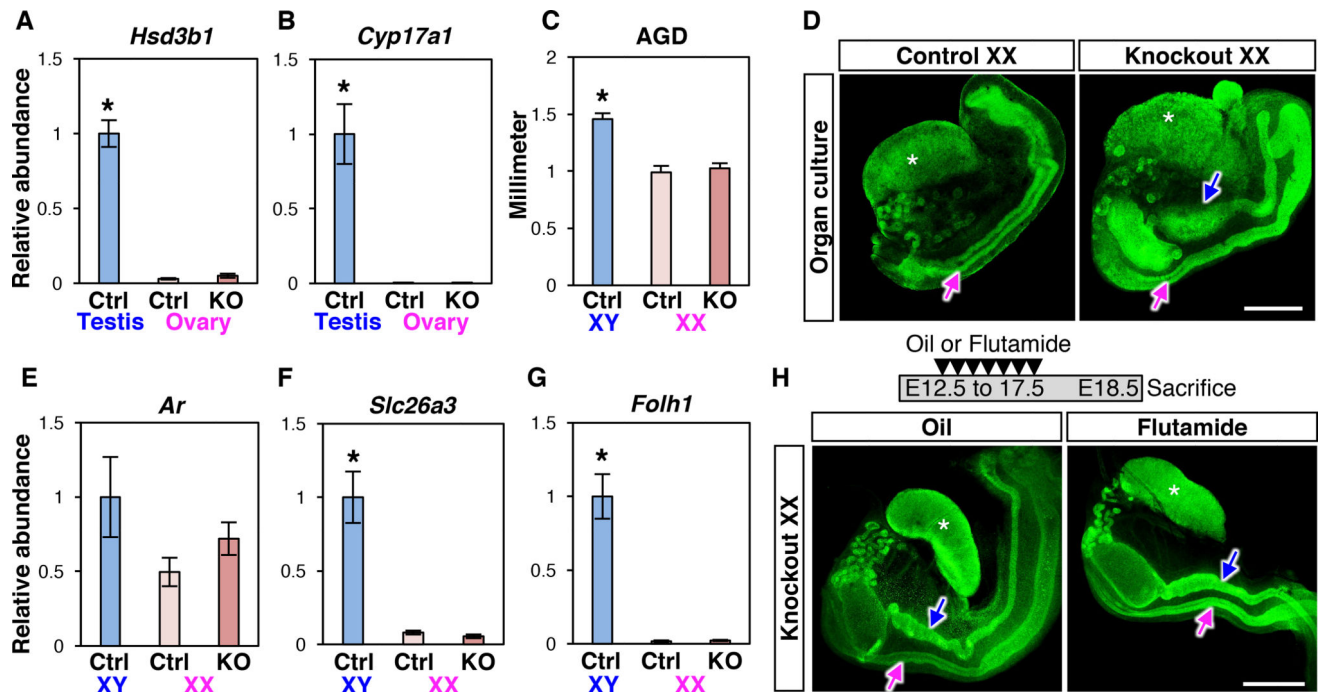 A
Hsd3b1
Relative abundance
1.5
1
0.5
0
*
Ctrl Ctrl KO
Testis Ovary
B
Cyp17a1
1.5
1
0.5
0
*
Ctrl Ctrl KO
Testis Ovary
C
AGD
Millimeter
2
1.5
1
0.5
0
*
Ctrl Ctrl KO
XY XX
D
Control XX Knockout XX
Organ culture
* *
E
Ar
Relative abundance
1.5
1
0.5
0
Ctrl Ctrl KO
XY XX
F
Slc26a3
1.5
1
0.5
0
*
Ctrl Ctrl KO
XY XX
G
Folh1
1.5
1
0.5
0
*
Ctrl Ctrl KO
XY XX
H
Oil or Flutamide
E12.5 to 17.5 E18.5 Sacrifice
Oil Flutamide
Knockout XX
* *